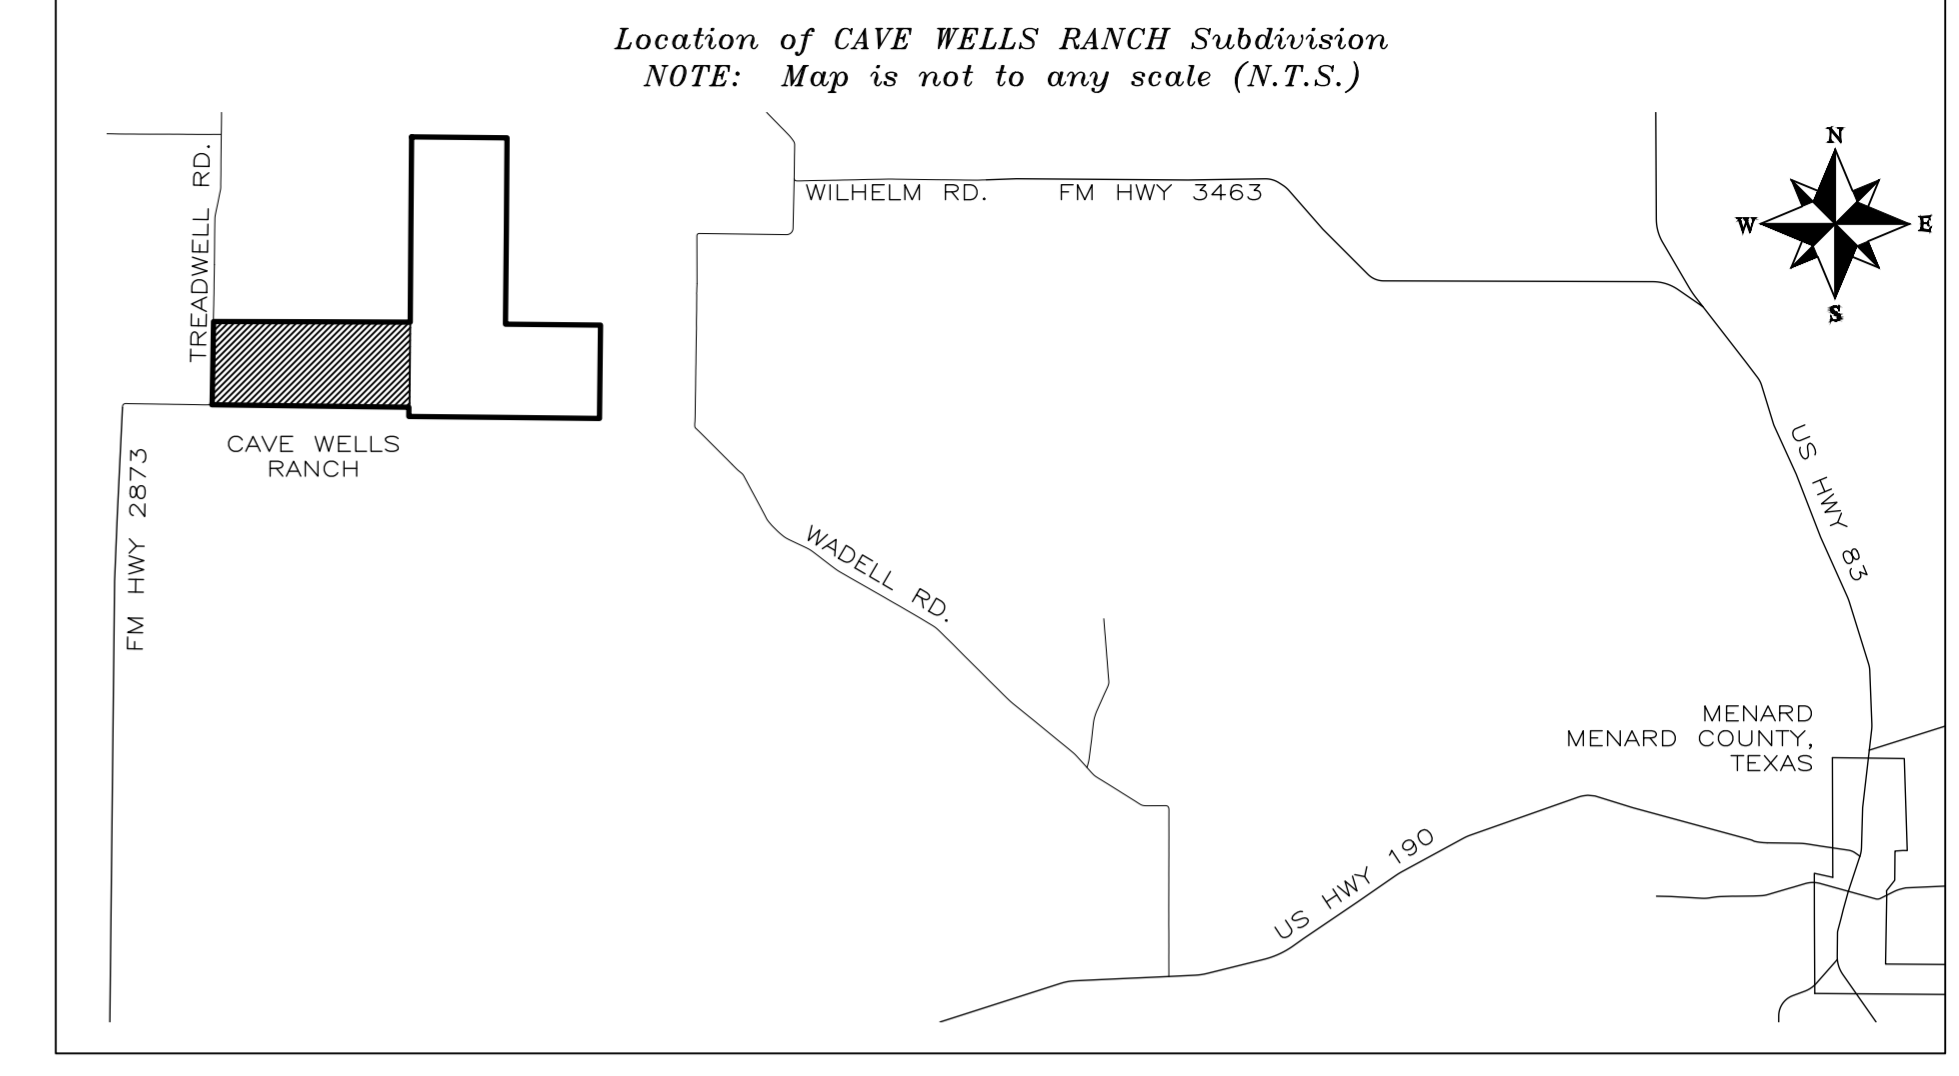 Location of CAVE WELLS RANCH Subdivision
NOTE: Map is not to any scale (N.T.S.)
TREADWELL RD.
WILHELM RD. FM HWY 3463
N
W E
S
CAVE WELLS
RANCH
FM HWY 2873
WADELL RD.
US HWY 83
MENARD
MENARD COUNTY,
TEXAS
US HWY 190